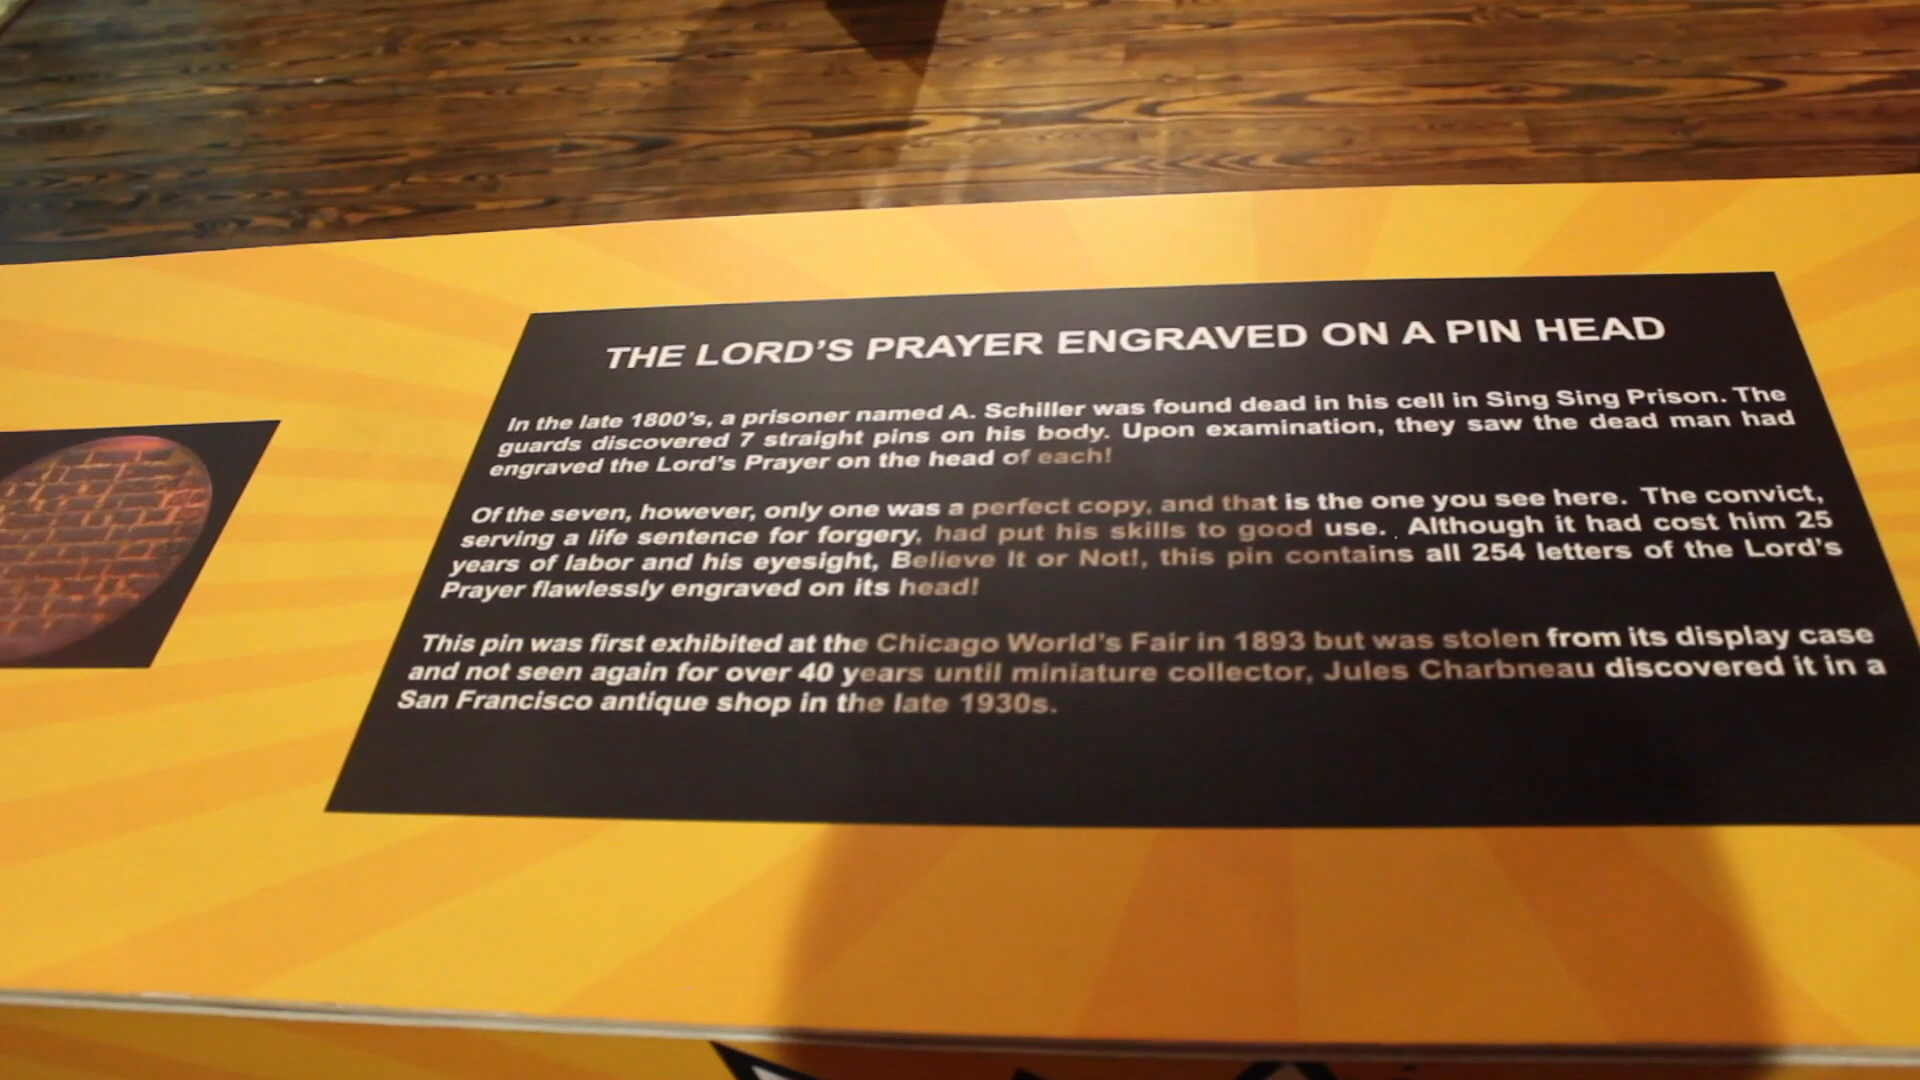 THE LORD'S PRAYER ENGRAVED ON A PIN HEAD
In the late 1800's, a prisoner named A. Schiller was found dead in his cell in Sing Sing Prison. The
guards discovered 7 straight pins on his body. Upon examination, they saw the dead man had
engraved the Lord's Prayer on the head of each!
Of the seven, however, only one was a perfect copy, and that is the one you see here. The convict,
serving a life sentence for forgery, had put his skills to good use. Although it had cost him 25
years of labor and his eyesight, Believe It or Not!, this pin contains all 254 letters of the Lord's
Prayer flawlessly engraved on its head!
This pin was first exhibited at the Chicago World's Fair in 1893 but was stolen from its display case
and not seen again for over 40 years until miniature collector, Jules Charbneau discovered it in a
San Francisco antique shop in the late 1930s.